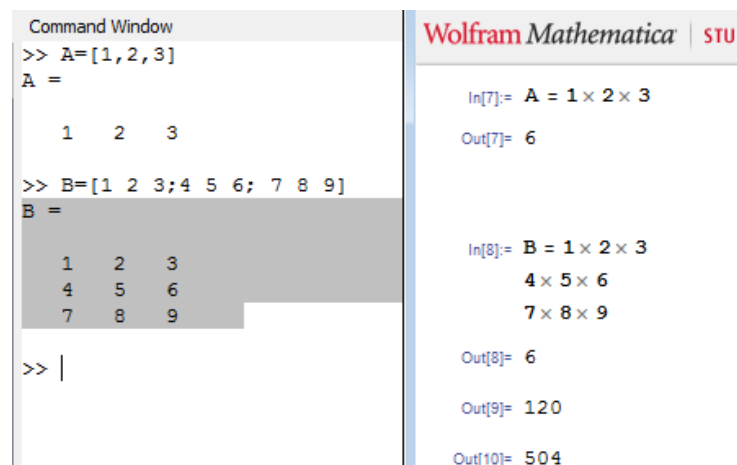 Command Window
>> A=[1,2,3]
A =
1 2 3
>> B=[1 2 3;4 5 6; 7 8 9]
B =
1 2 3
4 5 6
7 8 9
>>
Wolfram Mathematica | STU
In[7]:= A = 1 × 2 × 3
Out[7]= 6
In[8]:= B = 1 × 2 × 3
4 × 5 × 6
7 × 8 × 9
Out[8]= 6
Out[9]= 120
Out[10]= 504